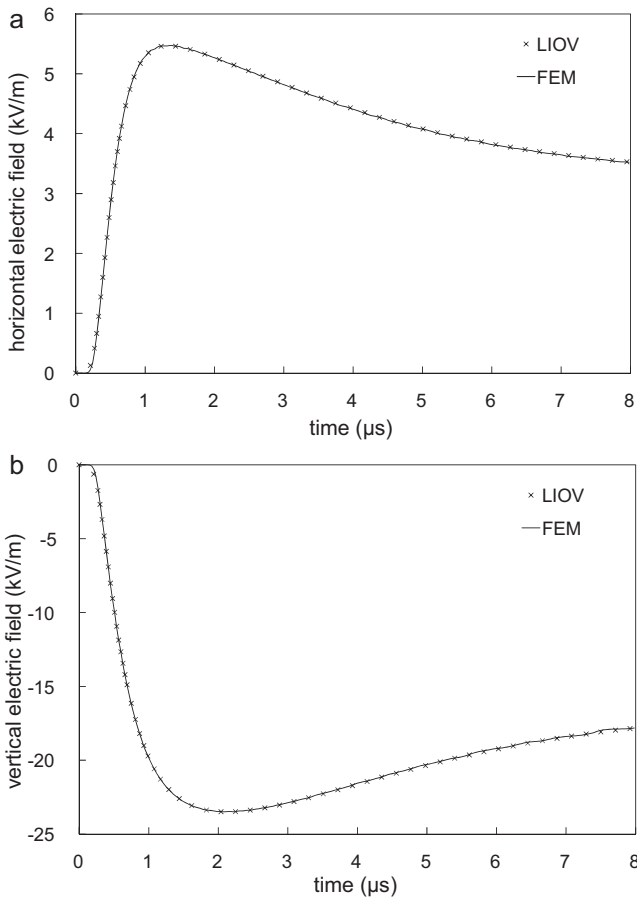 a
6
5
4
3
2
1
0
horizontal electric field (kV/m)
LIOV
FEM
0 1 2 3 4 5 6 7 8
time (μs)
b
0
-5
-10
-15
-20
-25
vertical electric field (kV/m)
LIOV
FEM
0 1 2 3 4 5 6 7 8
time (μs)